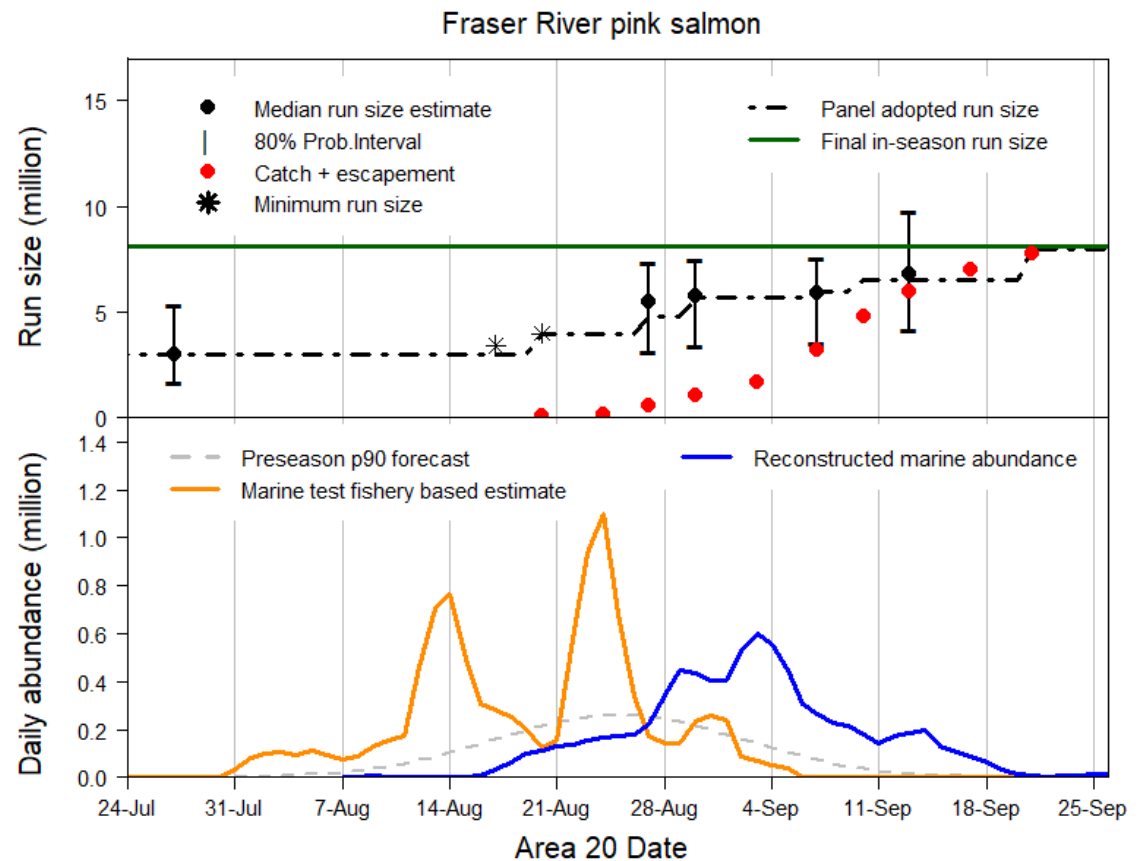 Fraser River pink salmon
Run size (million)
15
10
5
0
Median run size estimate
80% Prob.Interval
Catch + escapement
Minimum run size
Panel adopted run size
Final in-season run size
Daily abundance (million)
1.4
1.2
1.0
0.8
0.6
0.4
0.2
0.0
Preseason p90 forecast
Marine test fishery based estimate
Reconstructed marine abundance
24-Jul 31-Jul 7-Aug 14-Aug 21-Aug 28-Aug 4-Sep 11-Sep 18-Sep 25-Sep
Area 20 Date